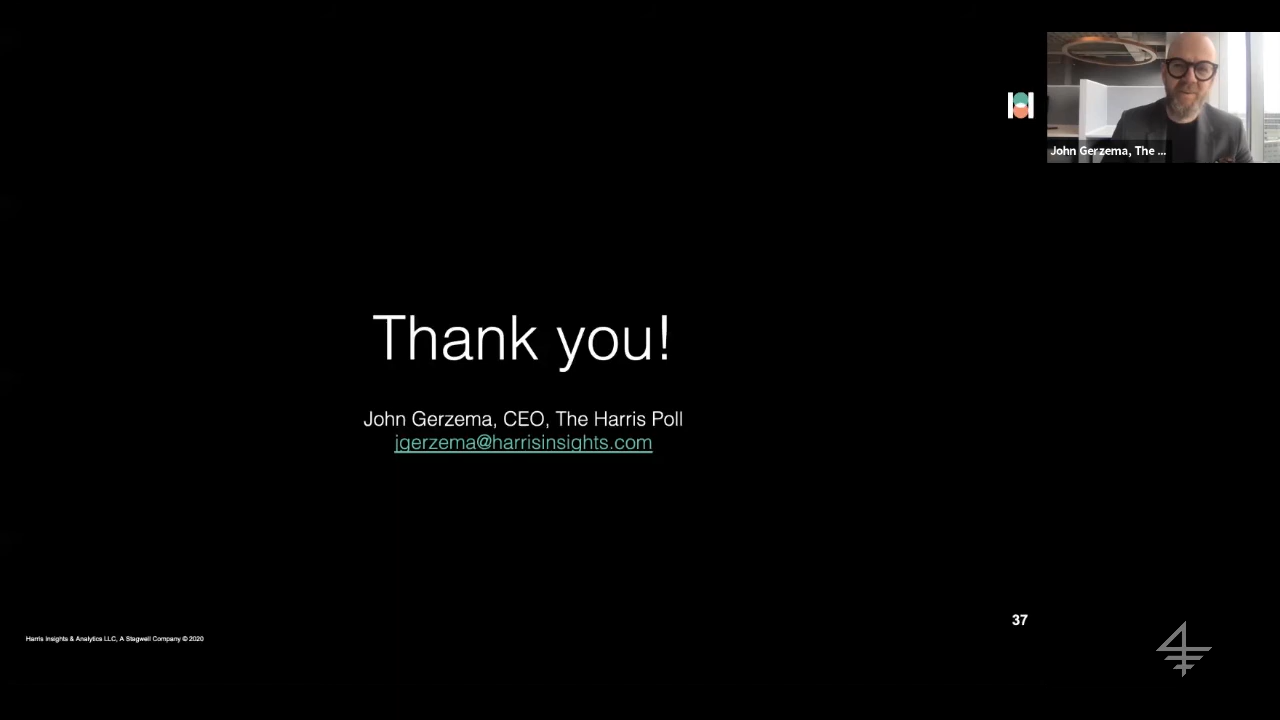 John Gerzema, The ...
Thank you!
John Gerzema, CEO, The Harris Poll
jgerzema@harrisinsights.com
37
Harris Insights & Analytics LLC, A Stagwell Company © 2020